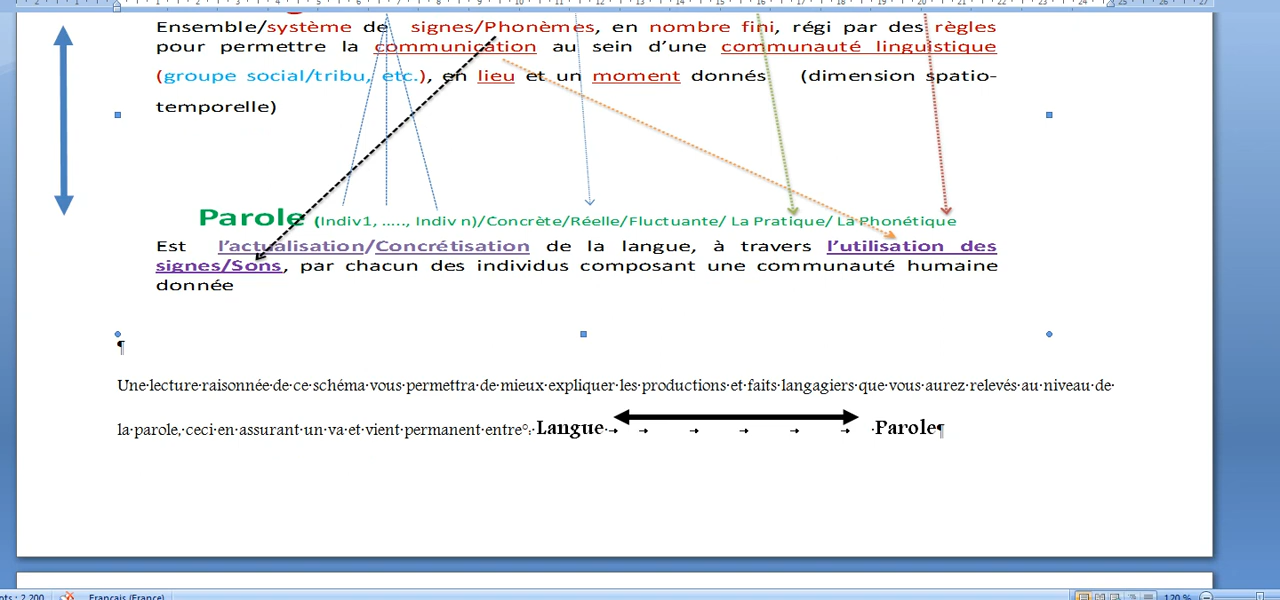 Ensemble/système de signes/Phonèmes, en nombre fini, régi par des règles
pour permettre la communication au sein d'une communauté linguistique
(groupe social/tribu, etc.), en lieu et un moment donnés (dimension spatio-
temporelle)
Parole (Indiv1, ....., Indiv n)/Concrète/Réelle/Fluctuante/ La Pratique/ La Phonétique
Est l'actualisation/Concrétisation de la langue, à travers l'utilisation des
signes/Sons, par chacun des individus composant une communauté humaine
donnée
¶
Une lecture raisonnée de ce schéma vous permettra de mieux expliquer les productions et faits langagiers que vous aurez relevés au niveau de
la parole, ceci en assurant un va et vient permanent entre : Langue Parole¶
: 2 200 Français (France) 120 %